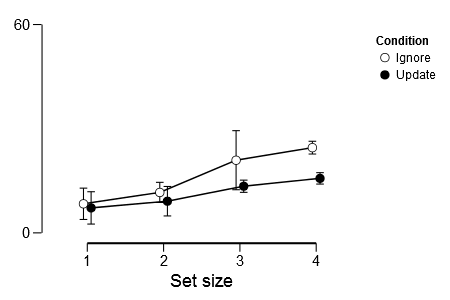 60
0
1 2 3 4
Set size
Condition
Ignore
Update